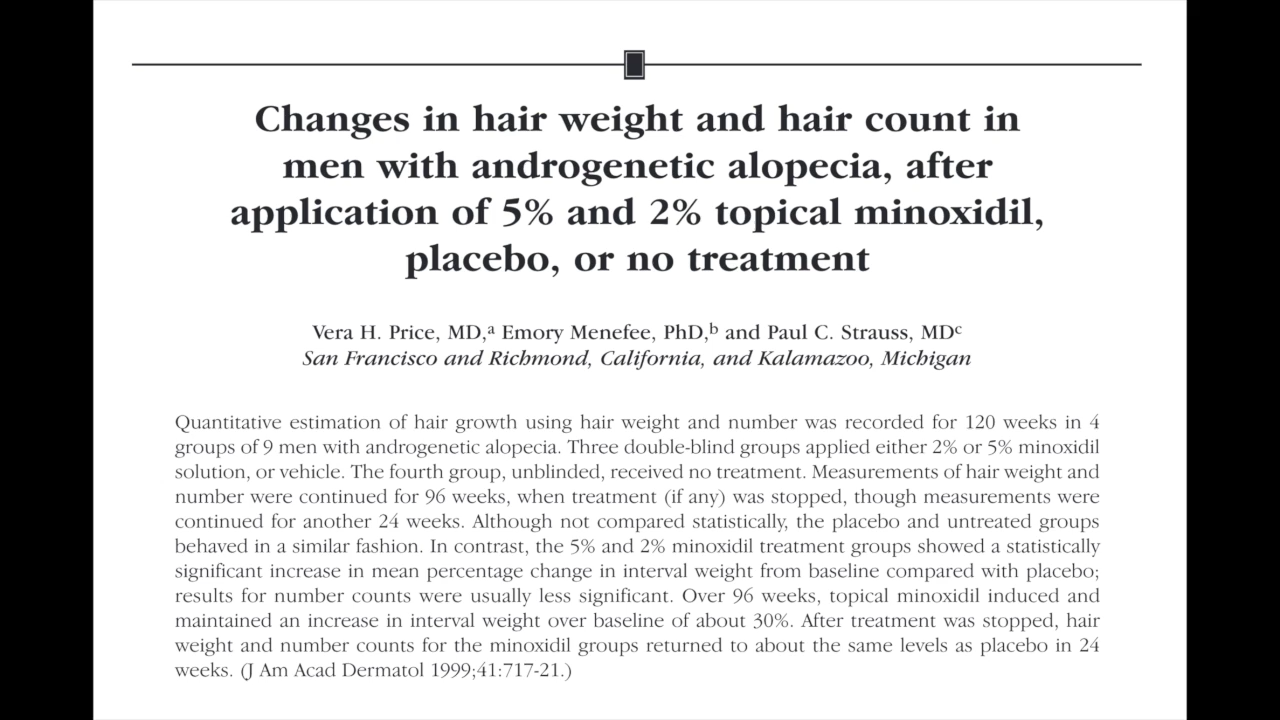 Changes in hair weight and hair count in
men with androgenetic alopecia, after
application of 5% and 2% topical minoxidil,
placebo, or no treatment
Vera H. Price, MD,a Emory Menefee, PhD,b and Paul C. Strauss, MDc
San Francisco and Richmond, California, and Kalamazoo, Michigan
Quantitative estimation of hair growth using hair weight and number was recorded for 120 weeks in 4
groups of 9 men with androgenetic alopecia. Three double-blind groups applied either 2% or 5% minoxidil
solution, or vehicle. The fourth group, unblinded, received no treatment. Measurements of hair weight and
number were continued for 96 weeks, when treatment (if any) was stopped, though measurements were
continued for another 24 weeks. Although not compared statistically, the placebo and untreated groups
behaved in a similar fashion. In contrast, the 5% and 2% minoxidil treatment groups showed a statistically
significant increase in mean percentage change in interval weight from baseline compared with placebo;
results for number counts were usually less significant. Over 96 weeks, topical minoxidil induced and
maintained an increase in interval weight over baseline of about 30%. After treatment was stopped, hair
weight and number counts for the minoxidil groups returned to about the same levels as placebo in 24
weeks. (J Am Acad Dermatol 1999;41:717-21.)